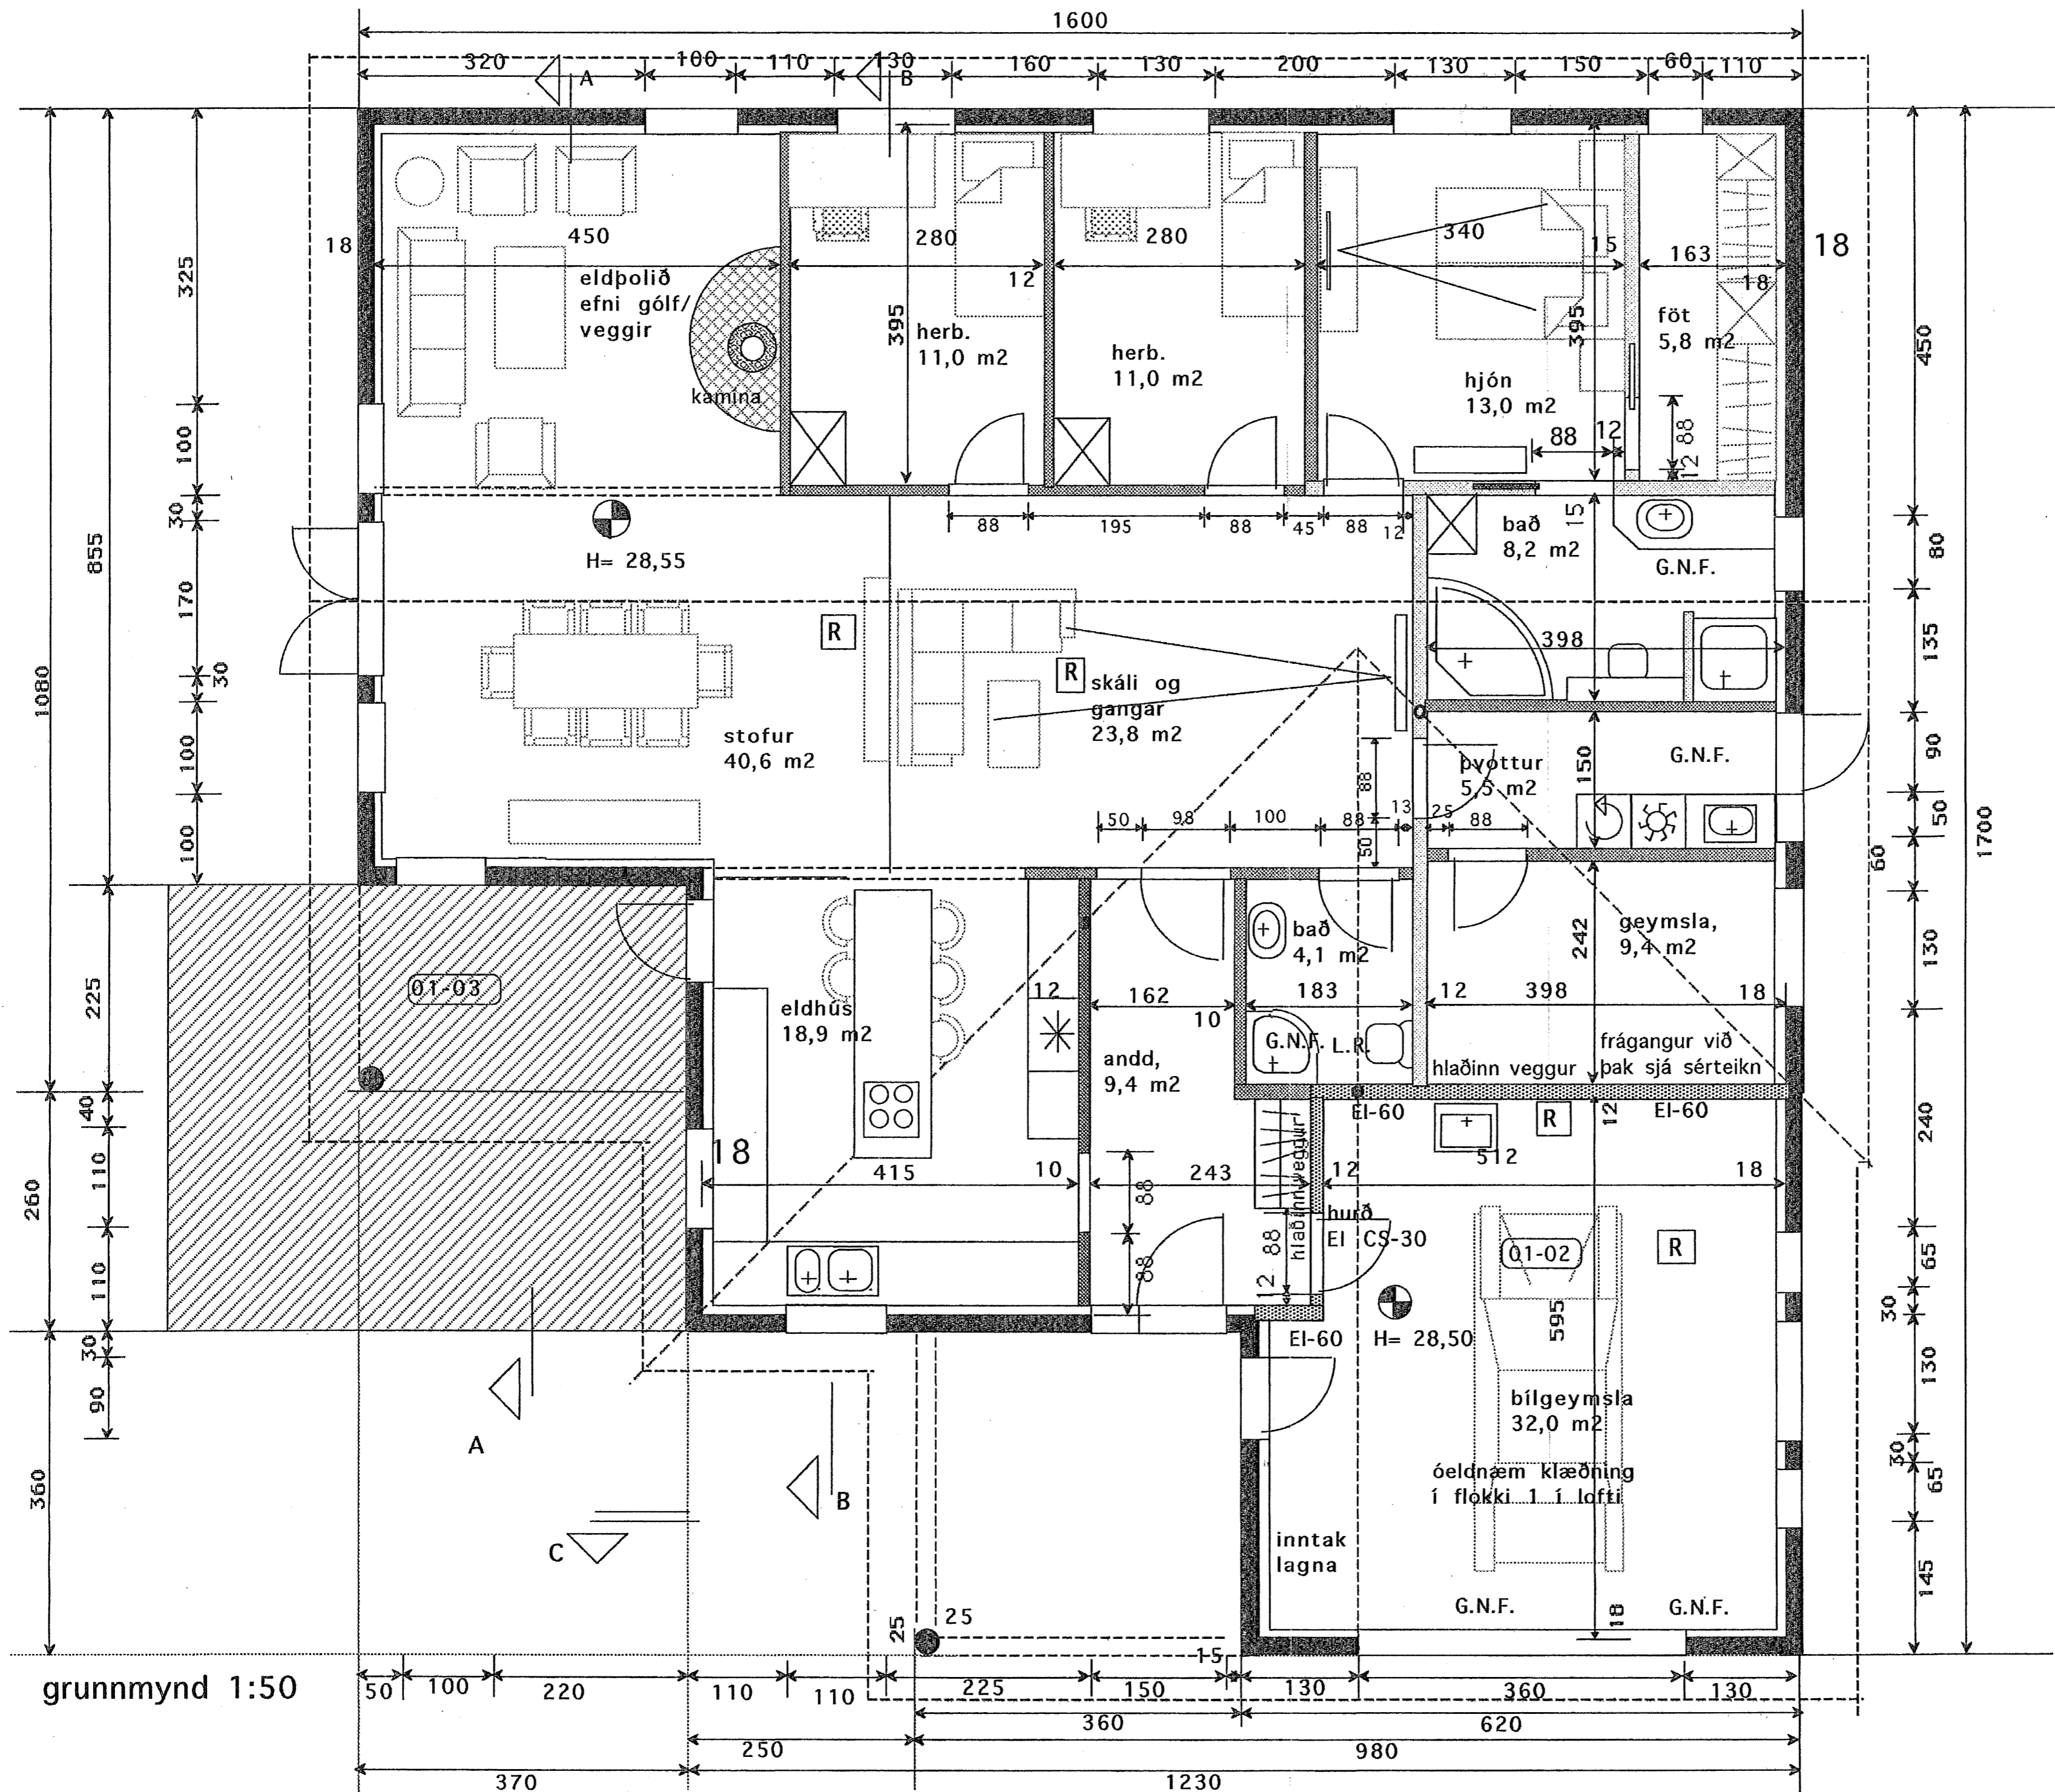 1600
320 100 110 130 160 130 200 130 150 60 110
A
B
18
450
280
280
340
15
163
18
18
12
eldþolið
efni gólf/
veggir
kamína
395
herb.
11,0 m2
herb.
11,0 m2
395
hjón
13,0 m2
föt
5,8 m2
88
12
88
12
325
100
30
170
30
100
100
855
1080
225
40
110
260
110
30
90
360
H= 28,55
88 195 88 45 88 12
bað
8,2 m2
15
G.N.F.
398
R
R
skáli og
gangar
23,8 m2
stofur
40,6 m2
þvottur
5,5 m2
150
G.N.F.
88
50
50 98 100 88 13 25 88
450
80
135
90
50
60
130
240
65
30
130
30
65
145
1700
01-03
eldhús
18,9 m2
12
162
10
andd,
9,4 m2
bað
4,1 m2
183
G.N.F. L.R.
242
geymsla,
9,4 m2
12
398
18
hlaðinn veggur
frágangur við
þak sjá sérteikn
EI-60
R
12
EI-60
18
415
10
243
88
88
hlaðinn veggur
88
12
12
512
18
hurð
EI CS-30
01-02
R
EI-60
H= 28,50
595
bílgeymsla
32,0 m2
óeldnæm klæðning
í flokki 1 í lofti
inntak
lagna
G.N.F.
18
G.N.F.
A
B
C
25
25
15
grunnmynd 1:50
50 100 220 110 110 225 150 130 360 130
360 620
250 980
370 1230